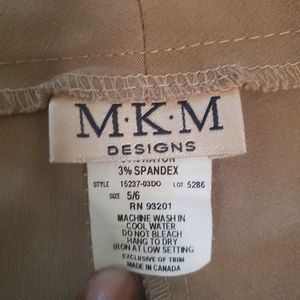 M·K·M
DESIGNS
3% SPANDEX
STYLE 15237-03DO LOT 5286
SIZE 5/6
RN 93201
MACHINE WASH IN
COOL WATER
DO NOT BLEACH
HANG TO DRY
IRON AT LOW SETTING
EXCLUSIVE OF TRIM
MADE IN CANADA